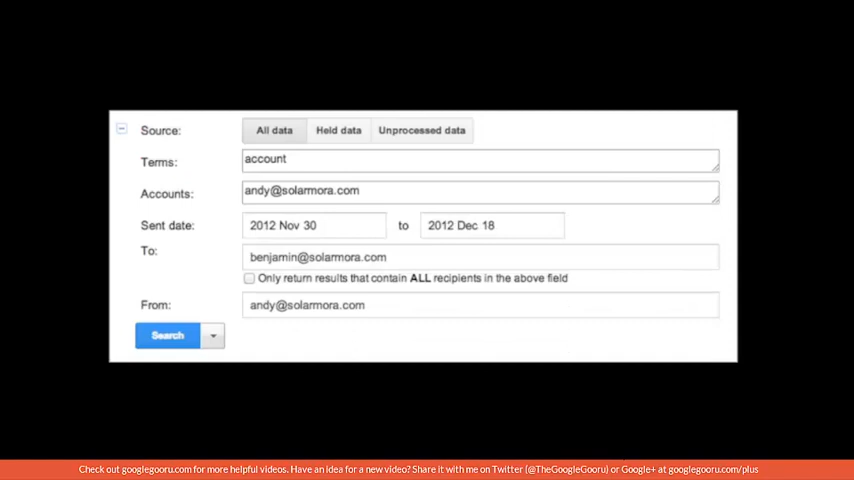 Source: All data Held data Unprocessed data
Terms: account
Accounts: andy@solarmora.com
Sent date: 2012 Nov 30 to 2012 Dec 18
To: benjamin@solarmora.com
Only return results that contain ALL recipients in the above field
From: andy@solarmora.com
Search
Check out googlegooru.com for more helpful videos. Have an idea for a new video? Share it with me on Twitter (@TheGoogleGooru) or Google+ at googlegooru.com/plus